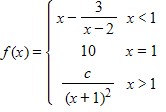 f(x) = { x − 3/(x − 2) x < 1
10 x = 1
c/(x + 1)² x > 1